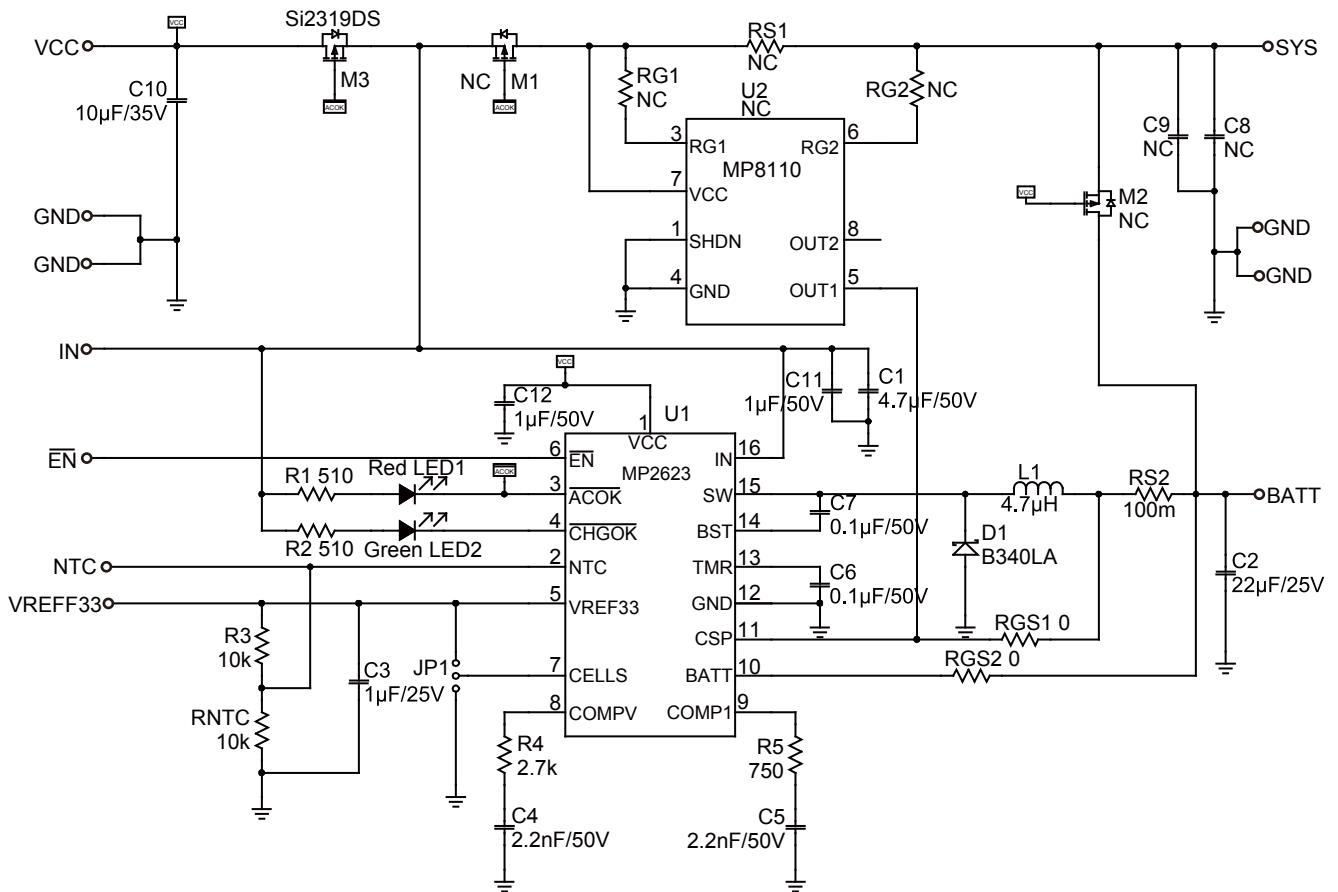 VCC
VCC
C10
10µF/35V
GND
GND
Si2319DS
M3
ACOK
NC
M1
ACOK
RG1
NC
RS1
NC
U2
NC
RG2
NC
MP8110
3
RG1
7
VCC
1
SHDN
4
GND
6
RG2
8
OUT2
5
OUT1
SYS
C9
NC
C8
NC
VCC
M2
NC
GND
GND
IN
VCC
C12
1µF/50V
C11
1µF/50V
C1
4.7µF/50V
EN
R1 510
Red LED1
ACOK
R2 510
Green LED2
NTC
VREFF33
R3
10k
RNTC
10k
C3
1µF/25V
JP1
U1
MP2623
1
VCC
6
EN
3
ACOK
4
CHGOK
2
NTC
5
VREF33
7
CELLS
8
COMPV
16
IN
15
SW
14
BST
13
TMR
12
GND
11
CSP
10
BATT
9
COMP1
C7
0.1µF/50V
C6
0.1µF/50V
D1
B340LA
L1
4.7µH
RS2
100m
BATT
C2
22µF/25V
RGS1 0
RGS2 0
R4
2.7k
C4
2.2nF/50V
R5
750
C5
2.2nF/50V